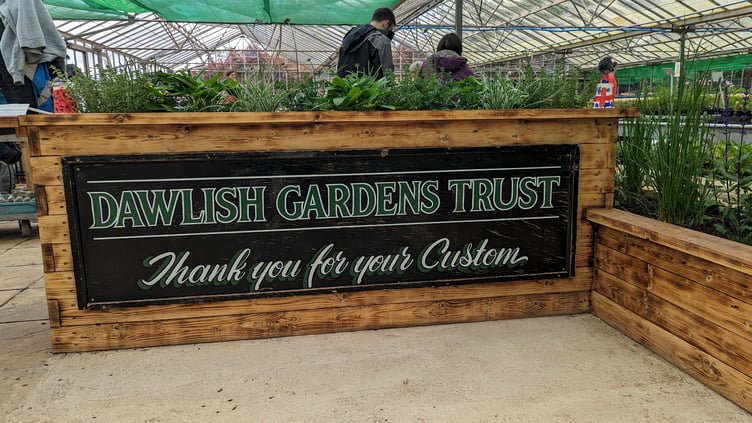 DAWLISH GARDENS TRUST
Thank you for your Custom